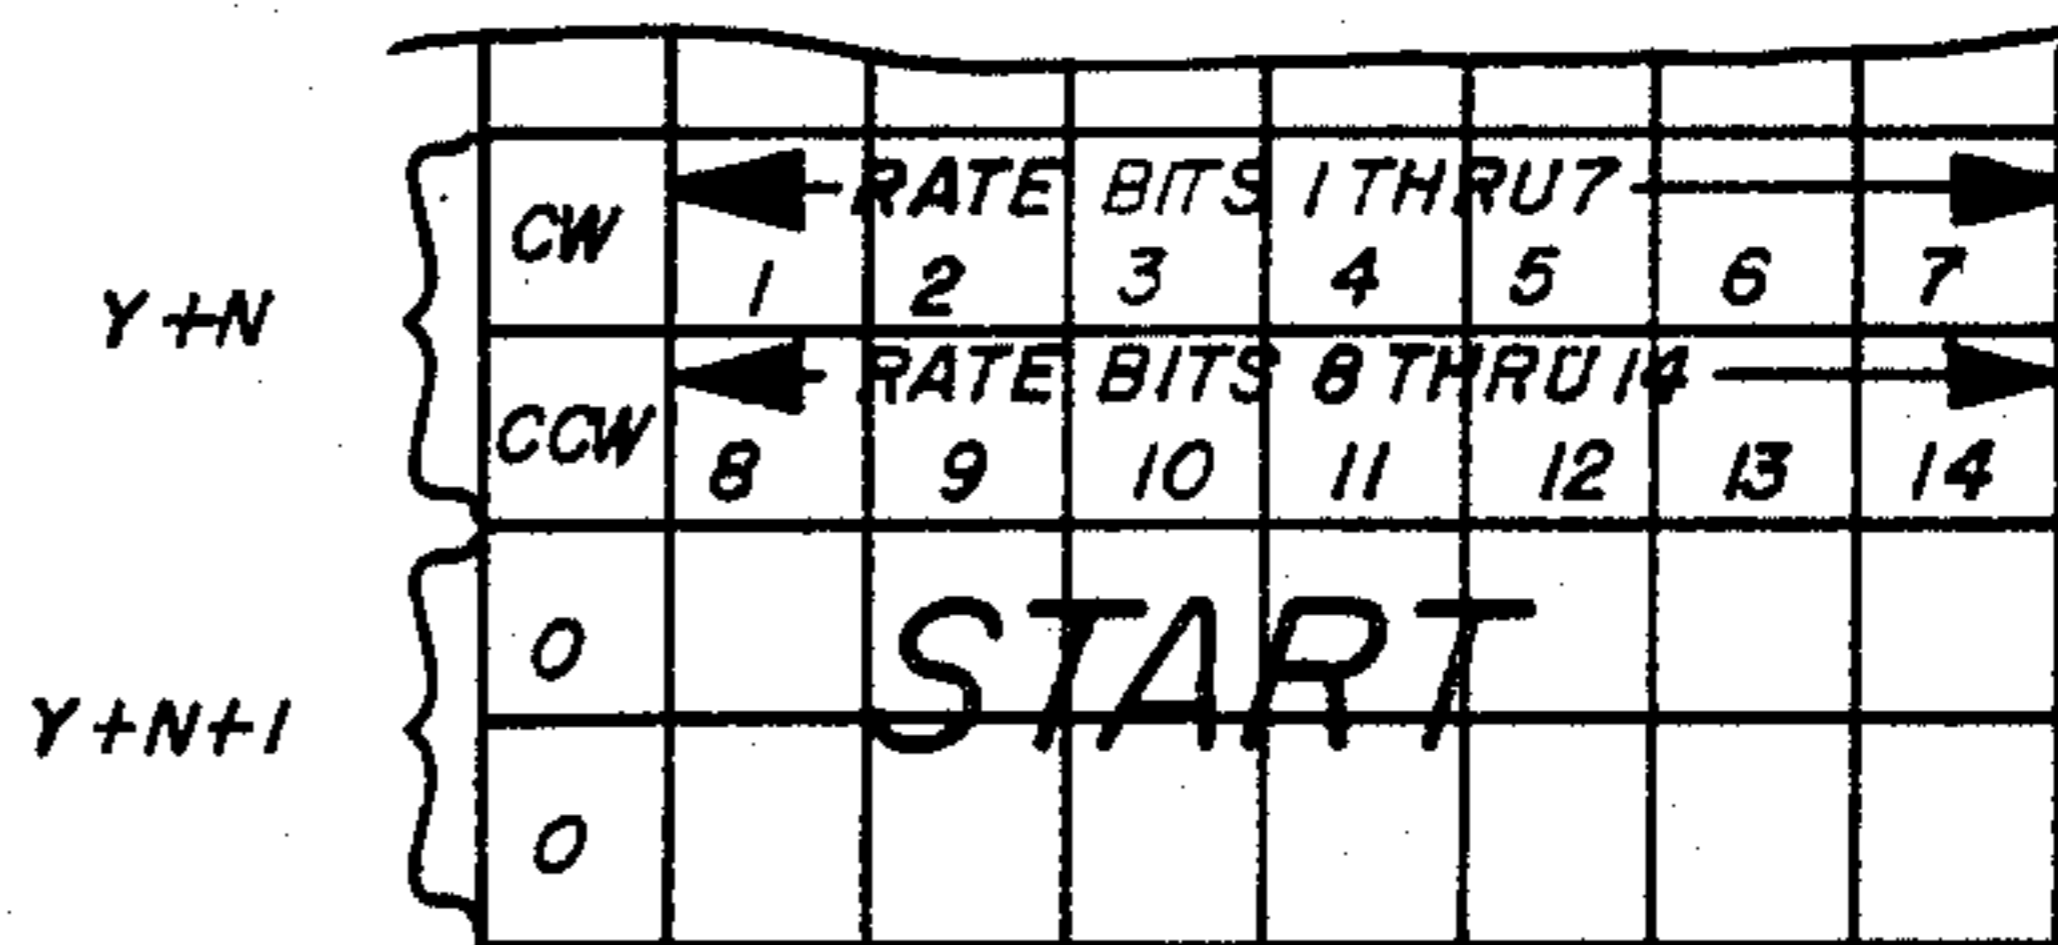 RATE BITS 1 THRU 7
CW 1 2 3 4 5 6 7
Y+N
RATE BITS 8 THRU 14
CCW 8 9 10 11 12 13 14
0 START
Y+N+1
0